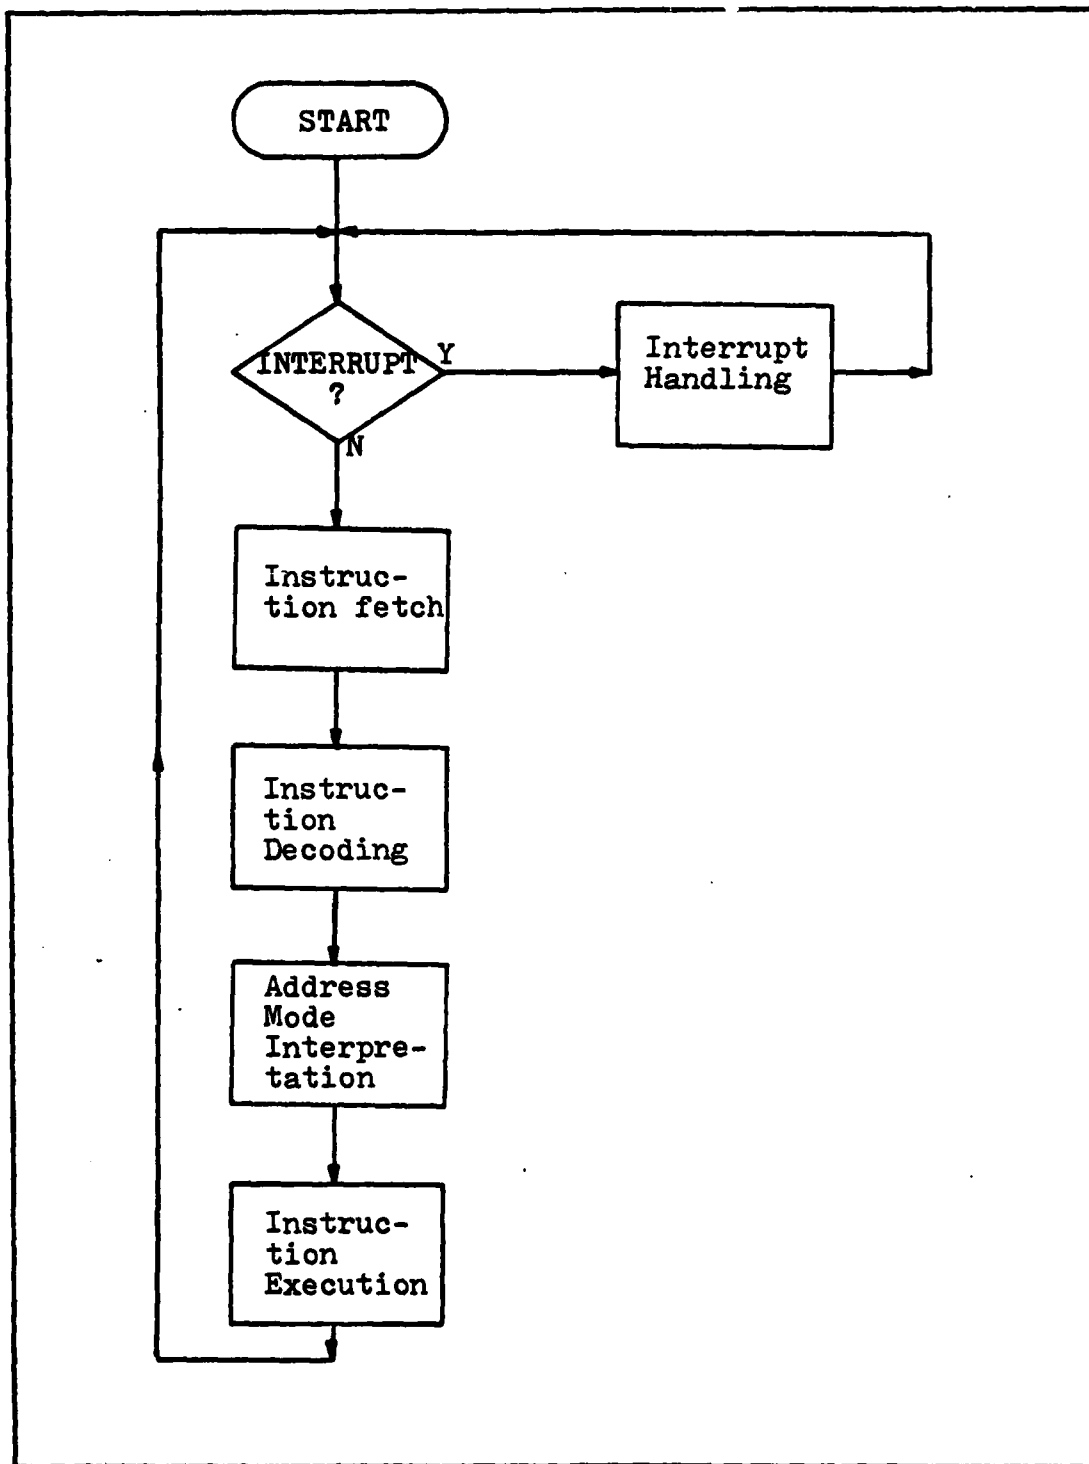 START
INTERRUPT
?
Y
N
Interrupt
Handling
Instruc-
tion fetch
Instruc-
tion
Decoding
Address
Mode
Interpre-
tation
Instruc-
tion
Execution